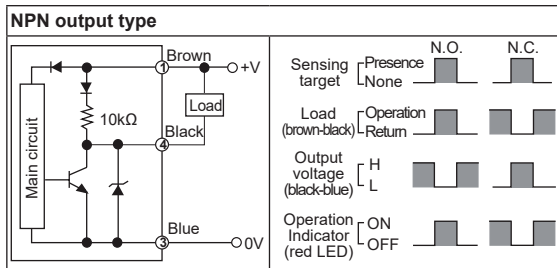 NPN output type
Brown
① +V
Load
10kΩ
Black
④
Main circuit
Blue
③ 0V
N.O. N.C.
Sensing target Presence
None
Load (brown-black) Operation
Return
Output voltage (black-blue) H
L
Operation Indicator (red LED) ON
OFF